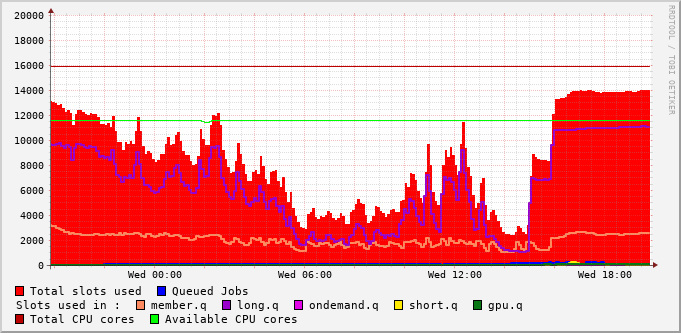 RRDTOOL / TOBI OETIKER
20000
18000
16000
14000
12000
10000
8000
6000
4000
2000
0
Wed 00:00 Wed 06:00 Wed 12:00 Wed 18:00
Total slots used Queued Jobs
Slots used in : member.q long.q ondemand.q short.q gpu.q
Total CPU cores Available CPU cores